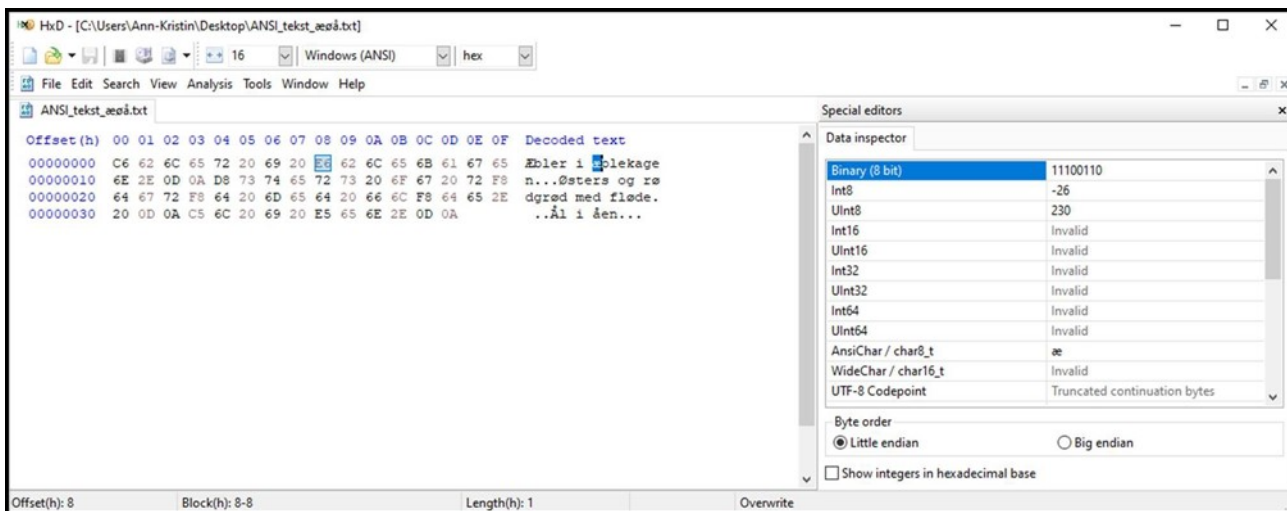 HxD - [C:\Users\Ann-Kristin\Desktop\ANSI_tekst_æøå.txt]
16 Windows (ANSI) hex
File Edit Search View Analysis Tools Window Help
ANSI_tekst_æøå.txt
Offset(h) 00 01 02 03 04 05 06 07 08 09 0A 0B 0C 0D 0E 0F Decoded text
00000000 C6 62 6C 65 72 20 69 20 E6 62 6C 65 6B 61 67 65 Æbler i æblekage
00000010 6E 2E 0D 0A D8 73 74 65 72 73 20 6F 67 20 72 F8 n...Østers og rø
00000020 64 67 72 F8 64 20 6D 65 64 20 66 6C F8 64 65 2E dgrød med fløde.
00000030 20 0D 0A C5 6C 20 69 20 E5 65 6E 2E 0D 0A ..Ål i åen...
Special editors
Data inspector
Binary (8 bit) 11100110
Int8 -26
UInt8 230
Int16 Invalid
UInt16 Invalid
Int32 Invalid
UInt32 Invalid
Int64 Invalid
UInt64 Invalid
AnsiChar / char8_t æ
WideChar / char16_t Invalid
UTF-8 Codepoint Truncated continuation bytes
Byte order
Little endian Big endian
Show integers in hexadecimal base
Offset(h): 8 Block(h): 8-8 Length(h): 1 Overwrite